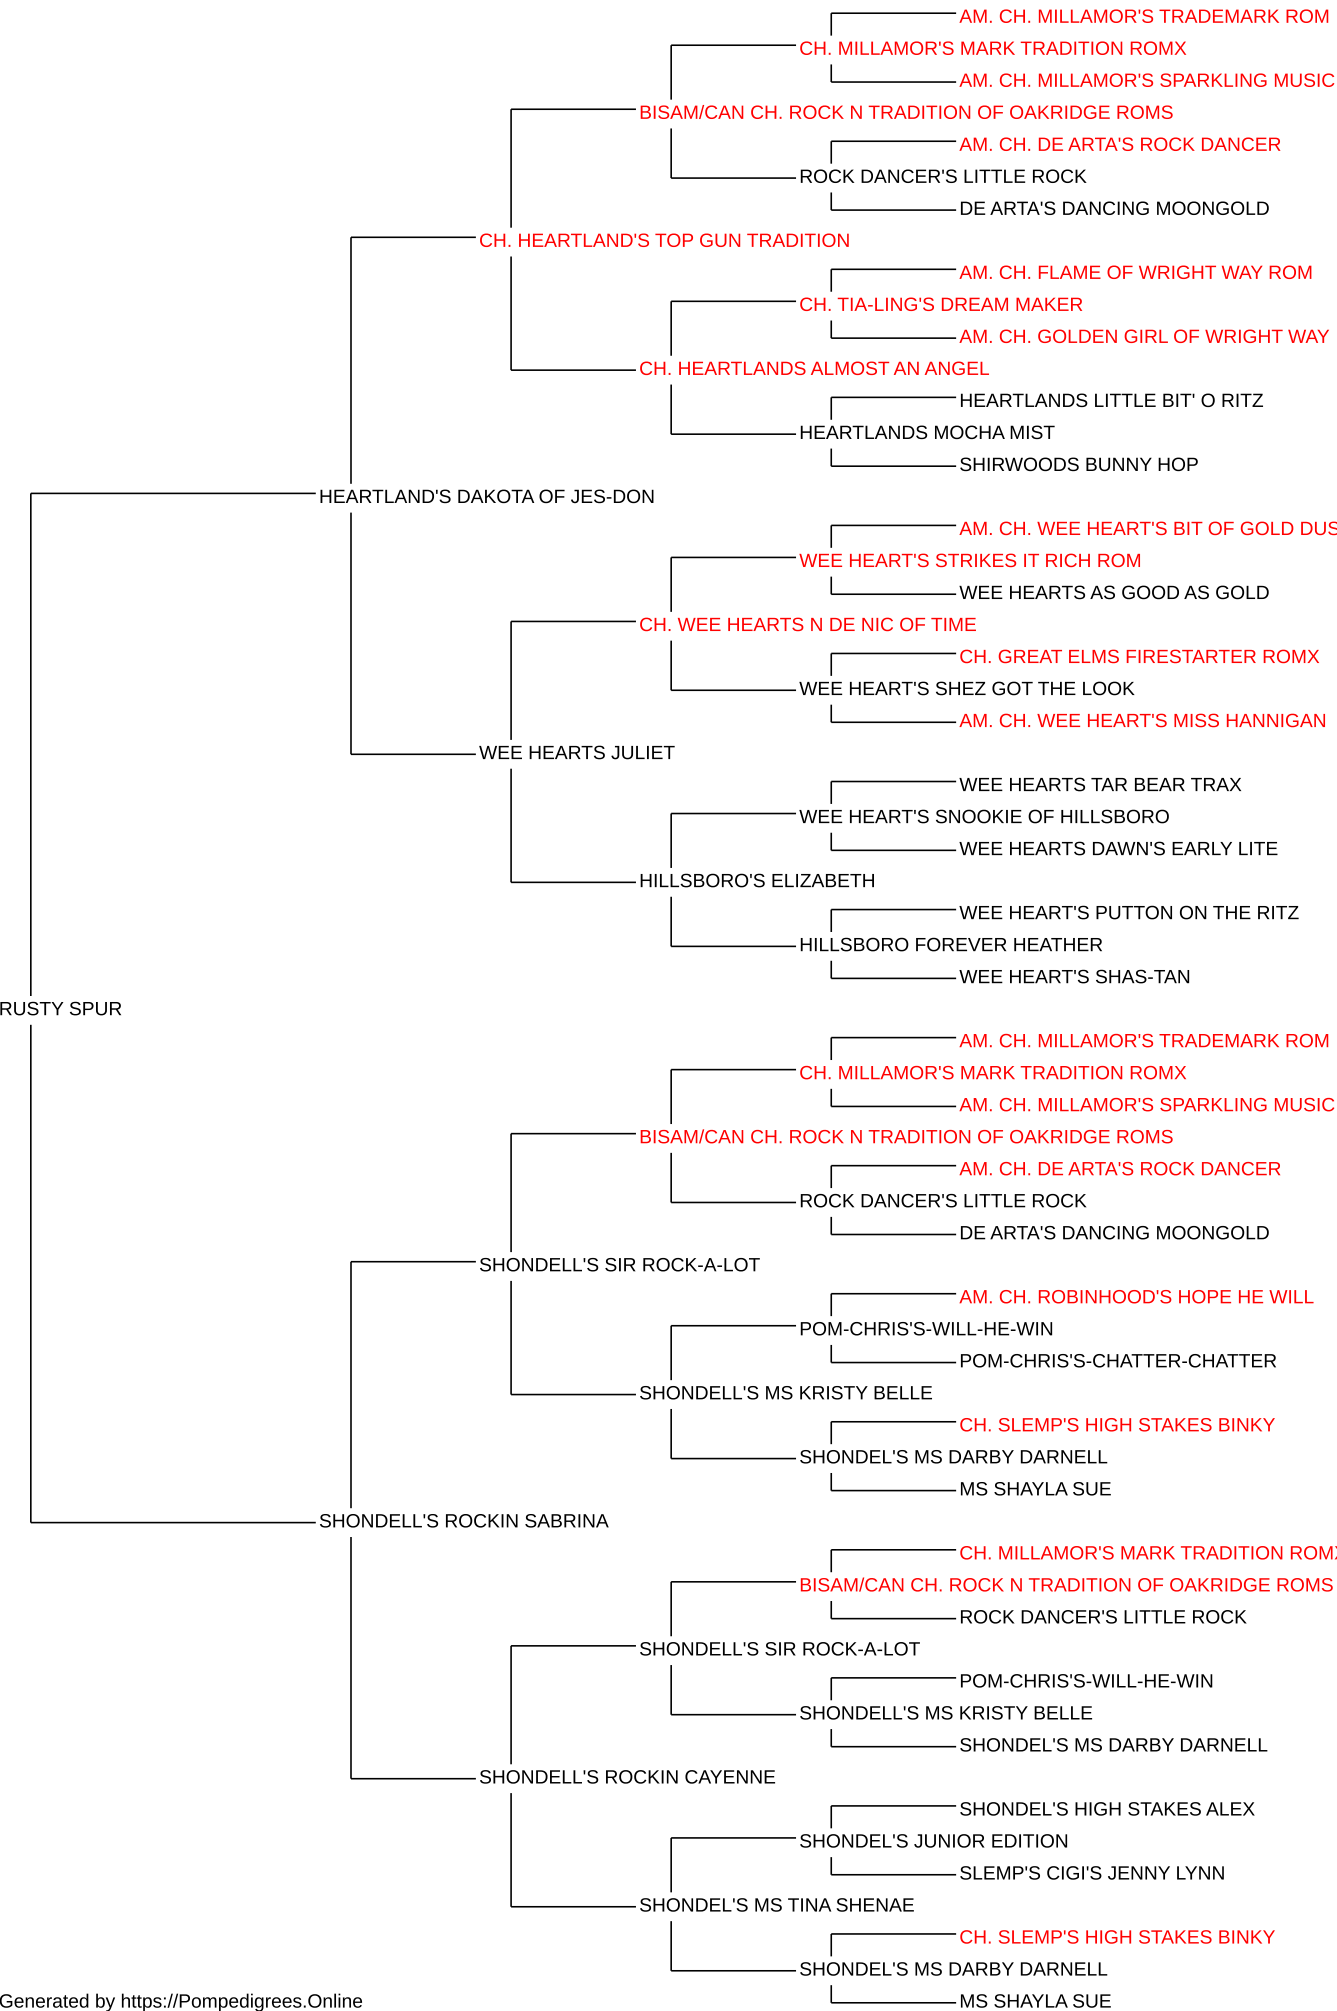 AM. CH. MILLAMOR'S TRADEMARK ROM
CH. MILLAMOR'S MARK TRADITION ROMX
AM. CH. MILLAMOR'S SPARKLING MUSIC
BISAM/CAN CH. ROCK N TRADITION OF OAKRIDGE ROMS
AM. CH. DE ARTA'S ROCK DANCER
ROCK DANCER'S LITTLE ROCK
DE ARTA'S DANCING MOONGOLD
CH. HEARTLAND'S TOP GUN TRADITION
AM. CH. FLAME OF WRIGHT WAY ROM
CH. TIA-LING'S DREAM MAKER
AM. CH. GOLDEN GIRL OF WRIGHT WAY
CH. HEARTLANDS ALMOST AN ANGEL
HEARTLANDS LITTLE BIT' O RITZ
HEARTLANDS MOCHA MIST
SHIRWOODS BUNNY HOP
HEARTLAND'S DAKOTA OF JES-DON
AM. CH. WEE HEART'S BIT OF GOLD DUS
WEE HEART'S STRIKES IT RICH ROM
WEE HEARTS AS GOOD AS GOLD
CH. WEE HEARTS N DE NIC OF TIME
CH. GREAT ELMS FIRESTARTER ROMX
WEE HEART'S SHEZ GOT THE LOOK
AM. CH. WEE HEART'S MISS HANNIGAN
WEE HEARTS JULIET
WEE HEARTS TAR BEAR TRAX
WEE HEART'S SNOOKIE OF HILLSBORO
WEE HEARTS DAWN'S EARLY LITE
HILLSBORO'S ELIZABETH
WEE HEART'S PUTTON ON THE RITZ
HILLSBORO FOREVER HEATHER
WEE HEART'S SHAS-TAN
RUSTY SPUR
AM. CH. MILLAMOR'S TRADEMARK ROM
CH. MILLAMOR'S MARK TRADITION ROMX
AM. CH. MILLAMOR'S SPARKLING MUSIC
BISAM/CAN CH. ROCK N TRADITION OF OAKRIDGE ROMS
AM. CH. DE ARTA'S ROCK DANCER
ROCK DANCER'S LITTLE ROCK
DE ARTA'S DANCING MOONGOLD
SHONDELL'S SIR ROCK-A-LOT
AM. CH. ROBINHOOD'S HOPE HE WILL
POM-CHRIS'S-WILL-HE-WIN
POM-CHRIS'S-CHATTER-CHATTER
SHONDELL'S MS KRISTY BELLE
CH. SLEMP'S HIGH STAKES BINKY
SHONDEL'S MS DARBY DARNELL
MS SHAYLA SUE
SHONDELL'S ROCKIN SABRINA
CH. MILLAMOR'S MARK TRADITION ROMX
BISAM/CAN CH. ROCK N TRADITION OF OAKRIDGE ROMS
ROCK DANCER'S LITTLE ROCK
SHONDELL'S SIR ROCK-A-LOT
POM-CHRIS'S-WILL-HE-WIN
SHONDELL'S MS KRISTY BELLE
SHONDEL'S MS DARBY DARNELL
SHONDELL'S ROCKIN CAYENNE
SHONDEL'S HIGH STAKES ALEX
SHONDEL'S JUNIOR EDITION
SLEMP'S CIGI'S JENNY LYNN
SHONDEL'S MS TINA SHENAE
CH. SLEMP'S HIGH STAKES BINKY
SHONDEL'S MS DARBY DARNELL
MS SHAYLA SUE
Generated by https://Pompedigrees.Online